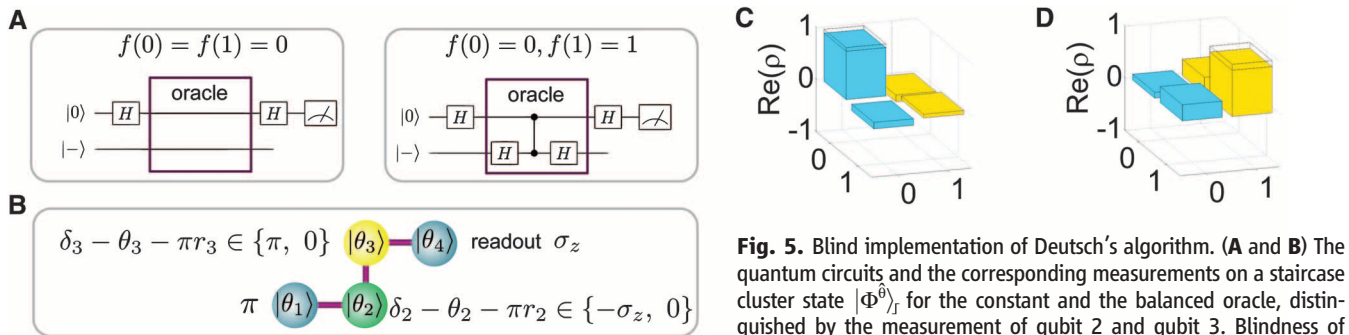 A
f(0) = f(1) = 0
oracle
|0⟩ H H
|−⟩
f(0) = 0, f(1) = 1
oracle
|0⟩ H H
|−⟩ H H
B
δ₃ − θ₃ − πr₃ ∈ {π, 0} |θ₃⟩ |θ₄⟩ readout σ_z
π |θ₁⟩ |θ₂⟩ δ₂ − θ₂ − πr₂ ∈ {−σ_z, 0}
C
Re(ρ)
1
0
-1
0
1
0
1
D
Re(ρ)
1
0
-1
0
1
0
1
Fig. 5. Blind implementation of Deutsch's algorithm. (A and B) The
quantum circuits and the corresponding measurements on a staircase
cluster state |Φ^θ̂⟩_┌ for the constant and the balanced oracle, distin-
guished by the measurement of qubit 2 and qubit 3. Blindness of